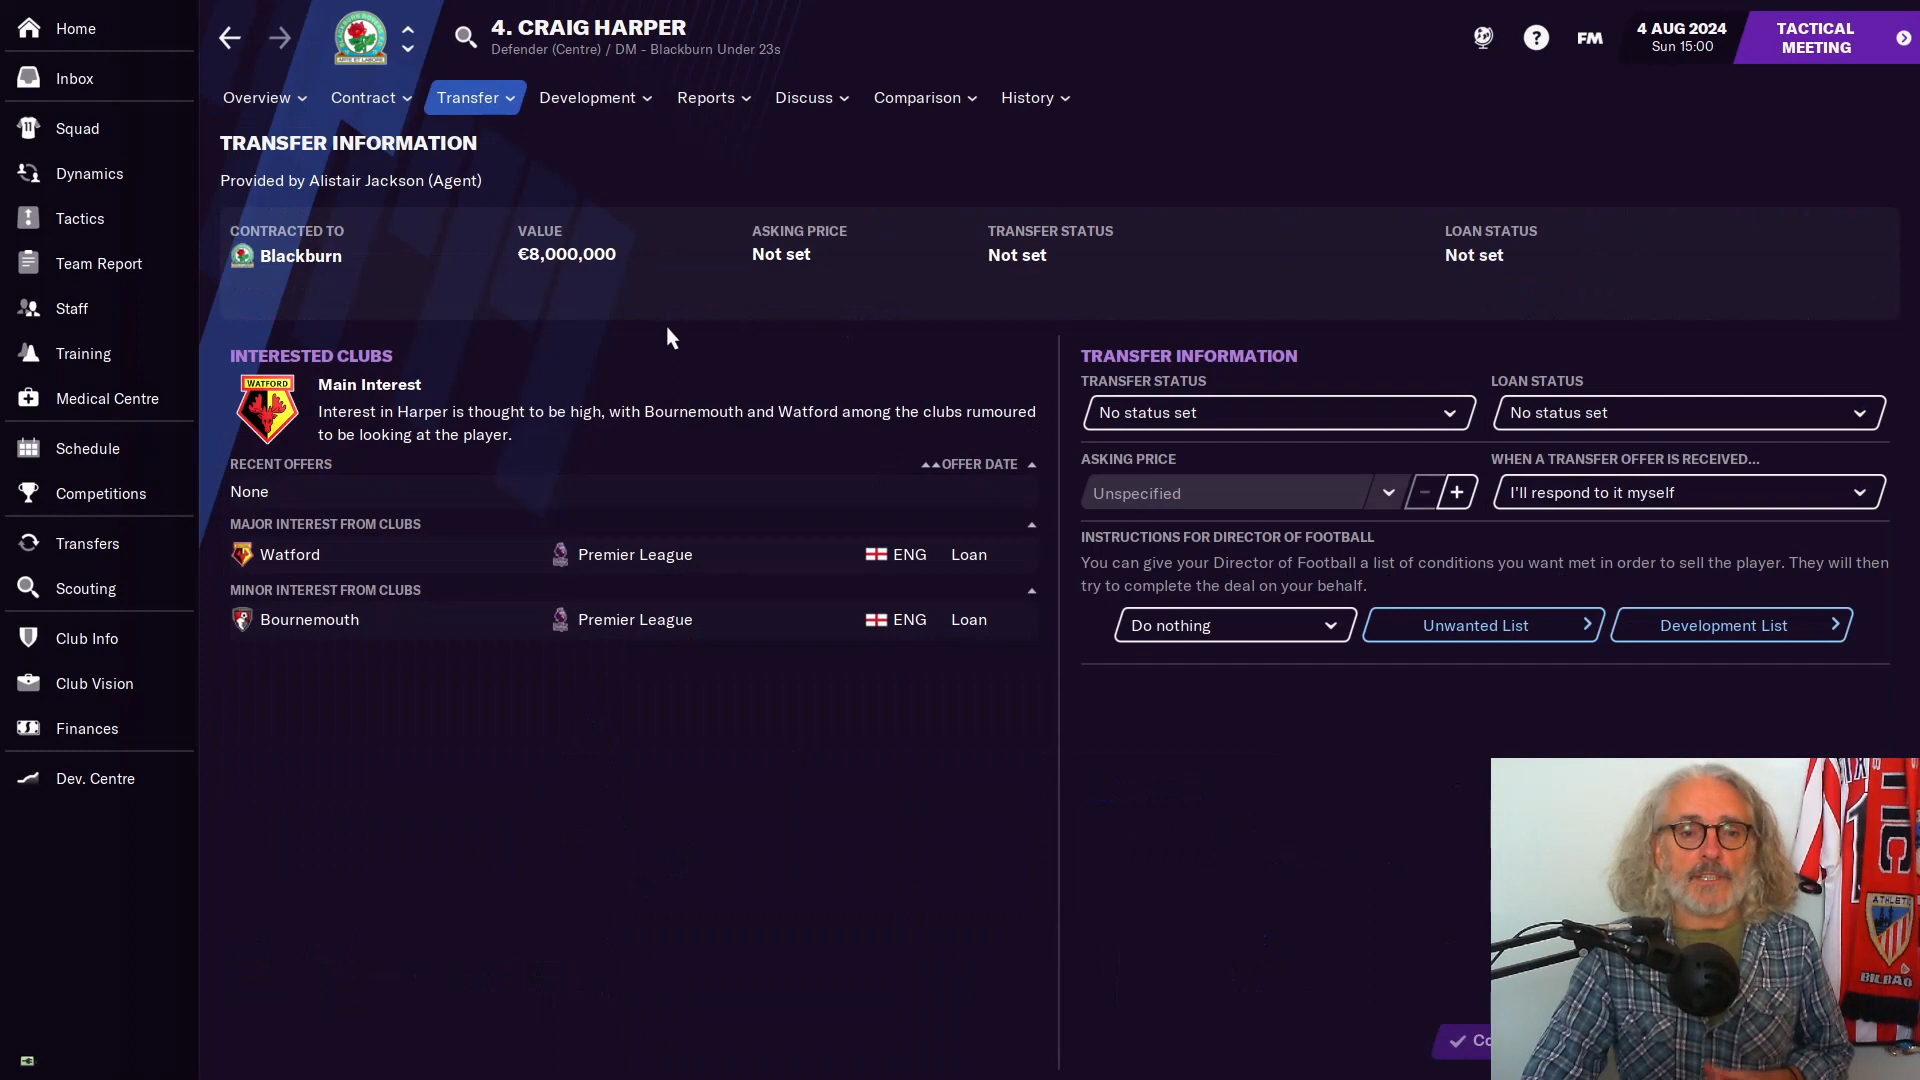 Home
Inbox
Squad
Dynamics
Tactics
Team Report
Staff
Training
Medical Centre
Schedule
Competitions
Transfers
Scouting
Club Info
Club Vision
Finances
Dev. Centre
4. CRAIG HARPER
Defender (Centre) / DM - Blackburn Under 23s
FM
4 AUG 2024
Sun 15:00
TACTICAL
MEETING
Overview
Contract
Transfer
Development
Reports
Discuss
Comparison
History
TRANSFER INFORMATION
Provided by Alistair Jackson (Agent)
CONTRACTED TO
Blackburn
VALUE
€8,000,000
ASKING PRICE
Not set
TRANSFER STATUS
Not set
LOAN STATUS
Not set
INTERESTED CLUBS
WATFORD
Main Interest
Interest in Harper is thought to be high, with Bournemouth and Watford among the clubs rumoured
to be looking at the player.
RECENT OFFERS
OFFER DATE
None
MAJOR INTEREST FROM CLUBS
Watford Premier League ENG Loan
MINOR INTEREST FROM CLUBS
Bournemouth Premier League ENG Loan
TRANSFER INFORMATION
TRANSFER STATUS
No status set
LOAN STATUS
No status set
ASKING PRICE
Unspecified
WHEN A TRANSFER OFFER IS RECEIVED...
I'll respond to it myself
INSTRUCTIONS FOR DIRECTOR OF FOOTBALL
You can give your Director of Football a list of conditions you want met in order to sell the player. They will then
try to complete the deal on your behalf.
Do nothing
Unwanted List
Development List
Co
ATHLETIC
BILBAO